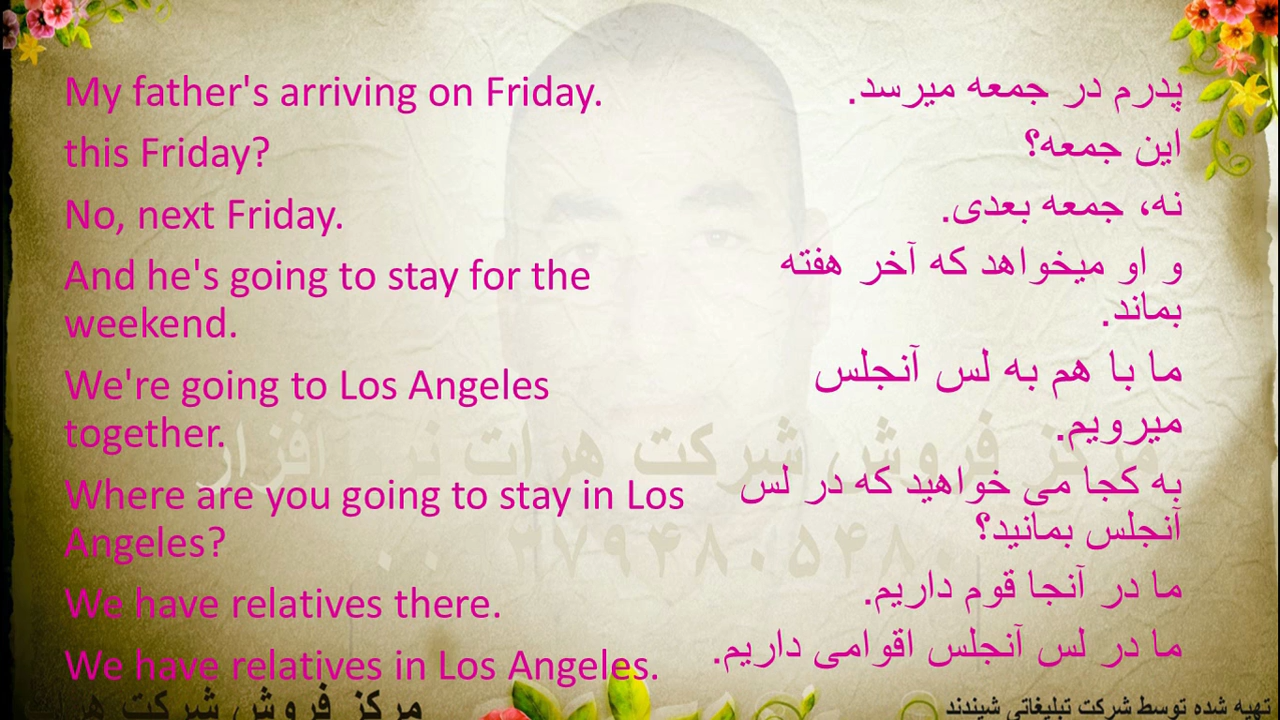 My father's arriving on Friday.
this Friday?
No, next Friday.
And he's going to stay for the
weekend.
We're going to Los Angeles
together.
Where are you going to stay in Los
Angeles?
We have relatives there.
We have relatives in Los Angeles.
پدرم در جمعه میرسد.
این جمعه؟
نه، جمعه بعدی.
و او میخواهد که آخر هفته
بماند.
ما با هم به لس آنجلس
میرویم.
به کجا می خواهید که در لس
آنجلس بمانید؟
ما در آنجا قوم داریم.
ما در لس آنجلس اقوامی داریم.
مرکز فروش شرکت هرات افزار
مرکز فروش شرکت هرات
تهیه شده توسط شرکت تبلیغاتی شیندند